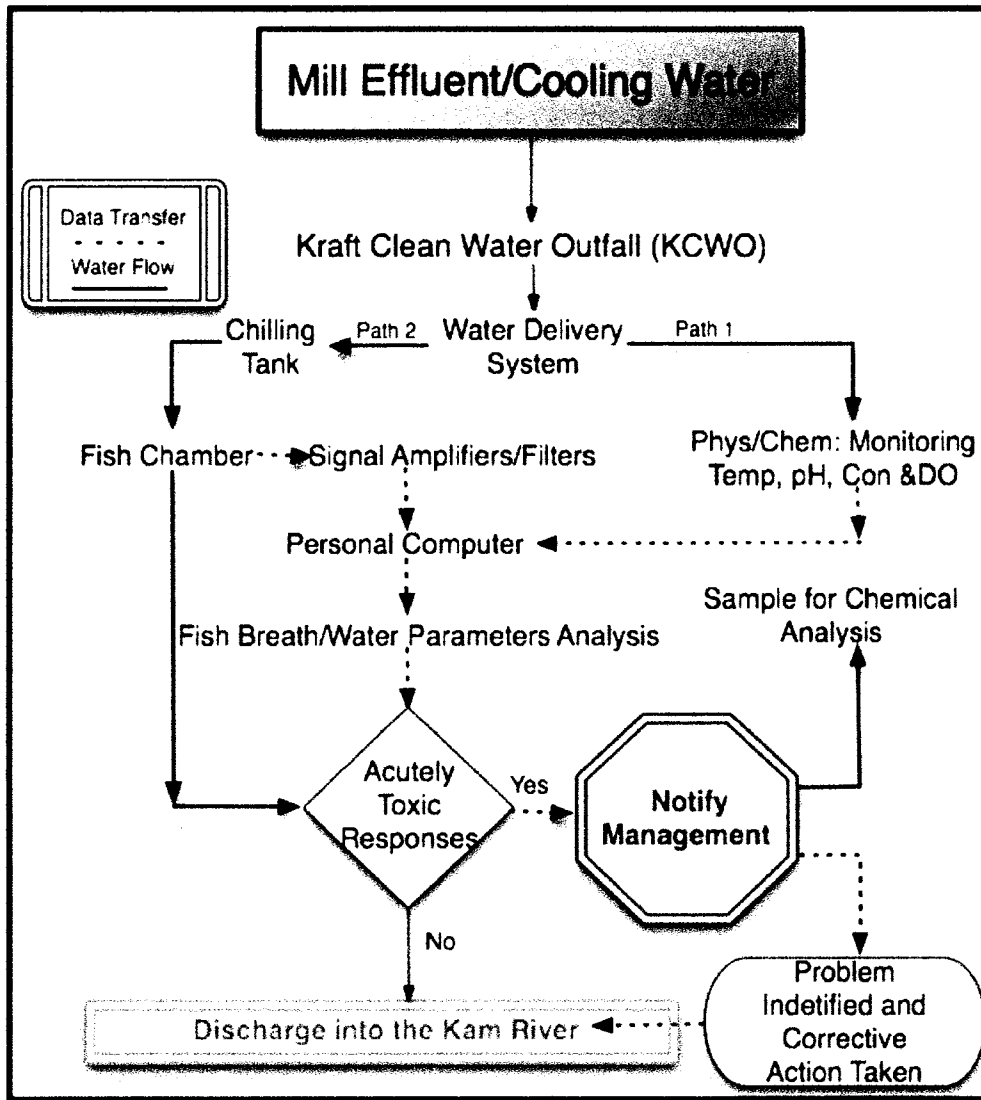 Mill Effluent/Cooling Water
Data Transfer
Water Flow
Kraft Clean Water Outfall (KCWO)
Chilling
Tank
Path 2
Water Delivery
System
Path 1
Fish Chamber
Signal Amplifiers/Filters
Phys/Chem: Monitoring
Temp, pH, Con &DO
Personal Computer
Fish Breath/Water Parameters Analysis
Sample for Chemical
Analysis
Acutely
Toxic
Responses
Yes
Notify
Management
No
Problem
Indetified and
Corrective
Action Taken
Discharge into the Kam River